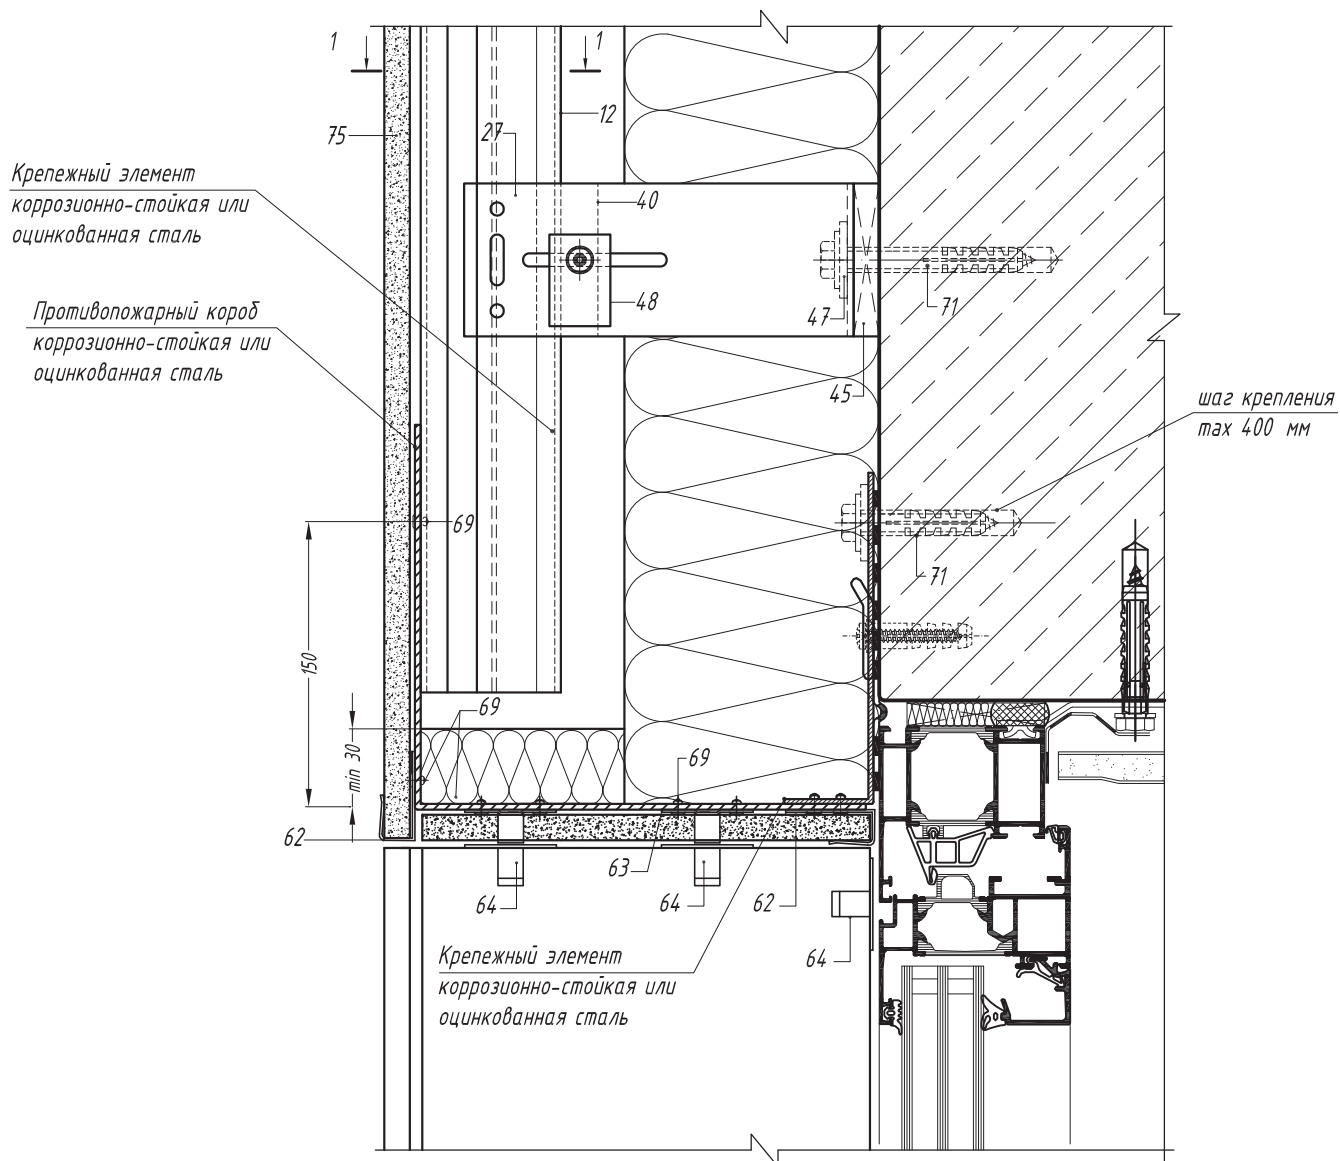 1
1
12
75
27
Крепежный элемент
коррозионно-стойкая или
оцинкованная сталь
40
Противопожарный короб
коррозионно-стойкая или
оцинкованная сталь
48
47
71
45
шаг крепления
max 400 мм
69
71
150
69
min 30
69
62
63
64
64
62
64
Крепежный элемент
коррозионно-стойкая или
оцинкованная сталь